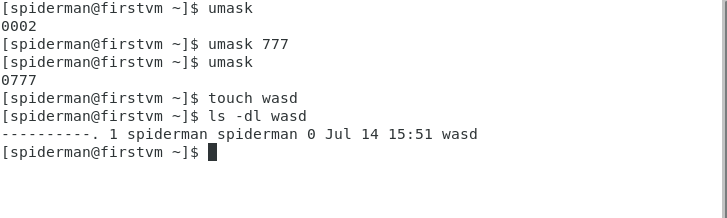 [spiderman@firstvm ~]$ umask
0002
[spiderman@firstvm ~]$ umask 777
[spiderman@firstvm ~]$ umask
0777
[spiderman@firstvm ~]$ touch wasd
[spiderman@firstvm ~]$ ls -dl wasd
----------. 1 spiderman spiderman 0 Jul 14 15:51 wasd
[spiderman@firstvm ~]$